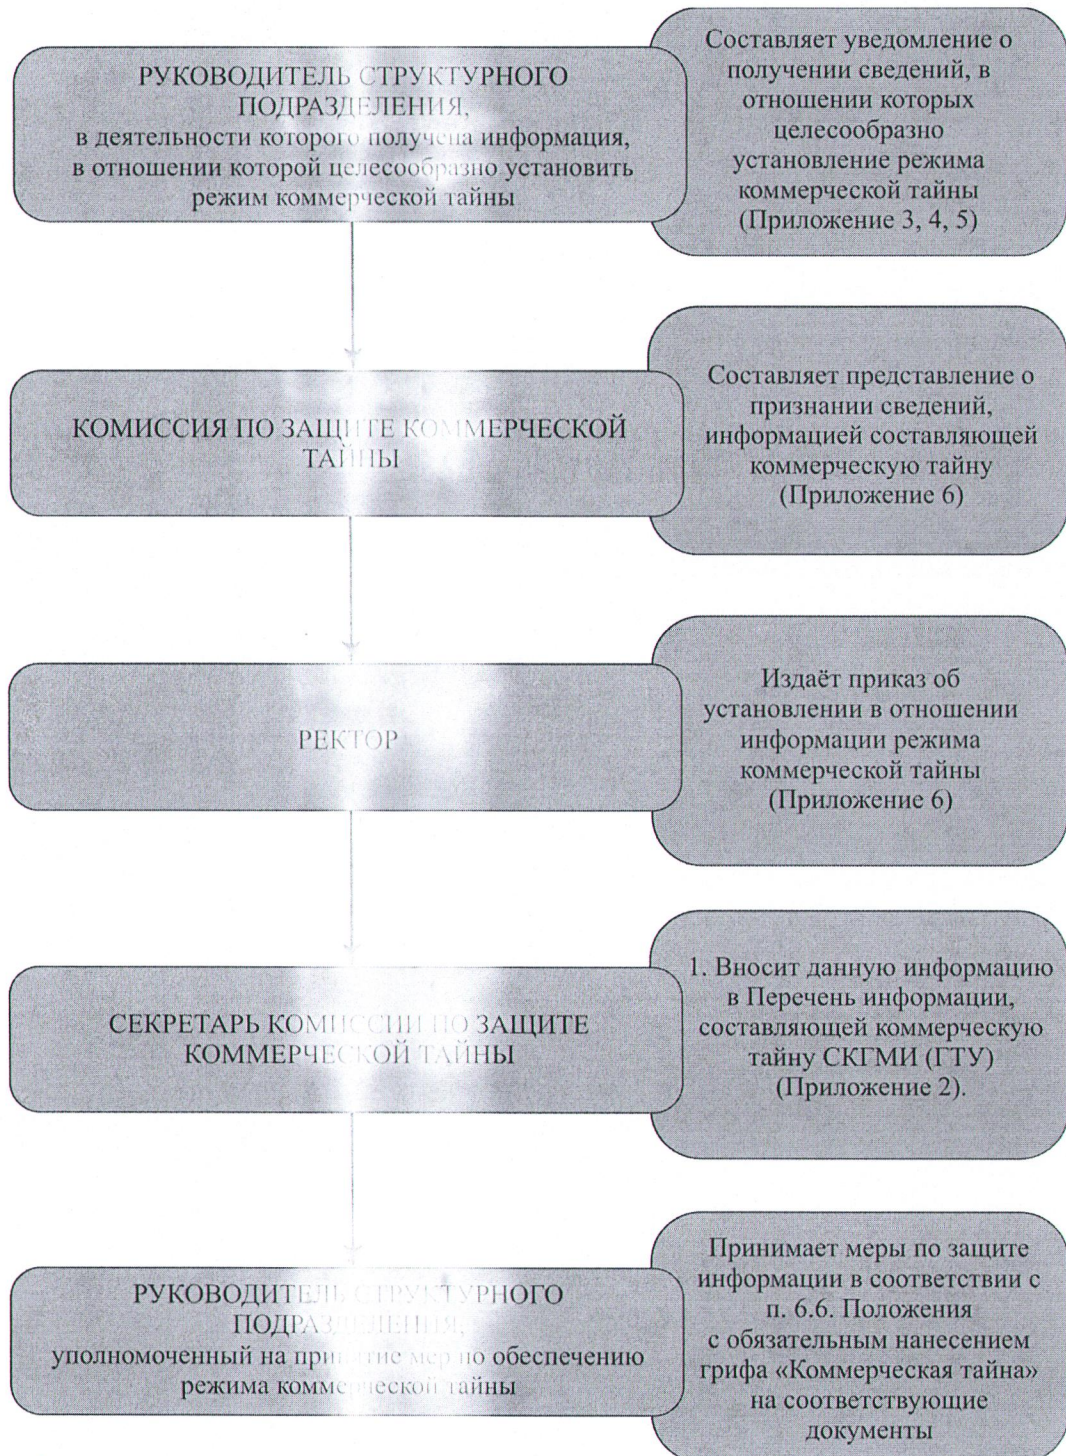 РУКОВОДИТЕЛЬ СТРУКТУРНОГО
ПОДРАЗДЕЛЕНИЯ,
в деятельности которого получена информация,
в отношении которой целесообразно установить
режим коммерческой тайны
Составляет уведомление о
получении сведений, в
отношении которых
целесообразно
установление режима
коммерческой тайны
(Приложение 3, 4, 5)
КОМИССИЯ ПО ЗАЩИТЕ КОММЕРЧЕСКОЙ
ТАЙНЫ
Составляет представление о
признании сведений,
информацией составляющей
коммерческую тайну
(Приложение 6)
РЕКТОР
Издаёт приказ об
установлении в отношении
информации режима
коммерческой тайны
(Приложение 6)
СЕКРЕТАРЬ КОМИССИИ ПО ЗАЩИТЕ
КОММЕРЧЕСКОЙ ТАЙНЫ
1. Вносит данную информацию
в Перечень информации,
составляющей коммерческую
тайну СКГМИ (ГТУ)
(Приложение 2).
РУКОВОДИТЕЛЬ СТРУКТУРНОГО
ПОДРАЗДЕЛЕНИЯ,
уполномоченный на принятие мер по обеспечению
режима коммерческой тайны
Принимает меры по защите
информации в соответствии с
п. 6.6. Положения
с обязательным нанесением
грифа «Коммерческая тайна»
на соответствующие
документы